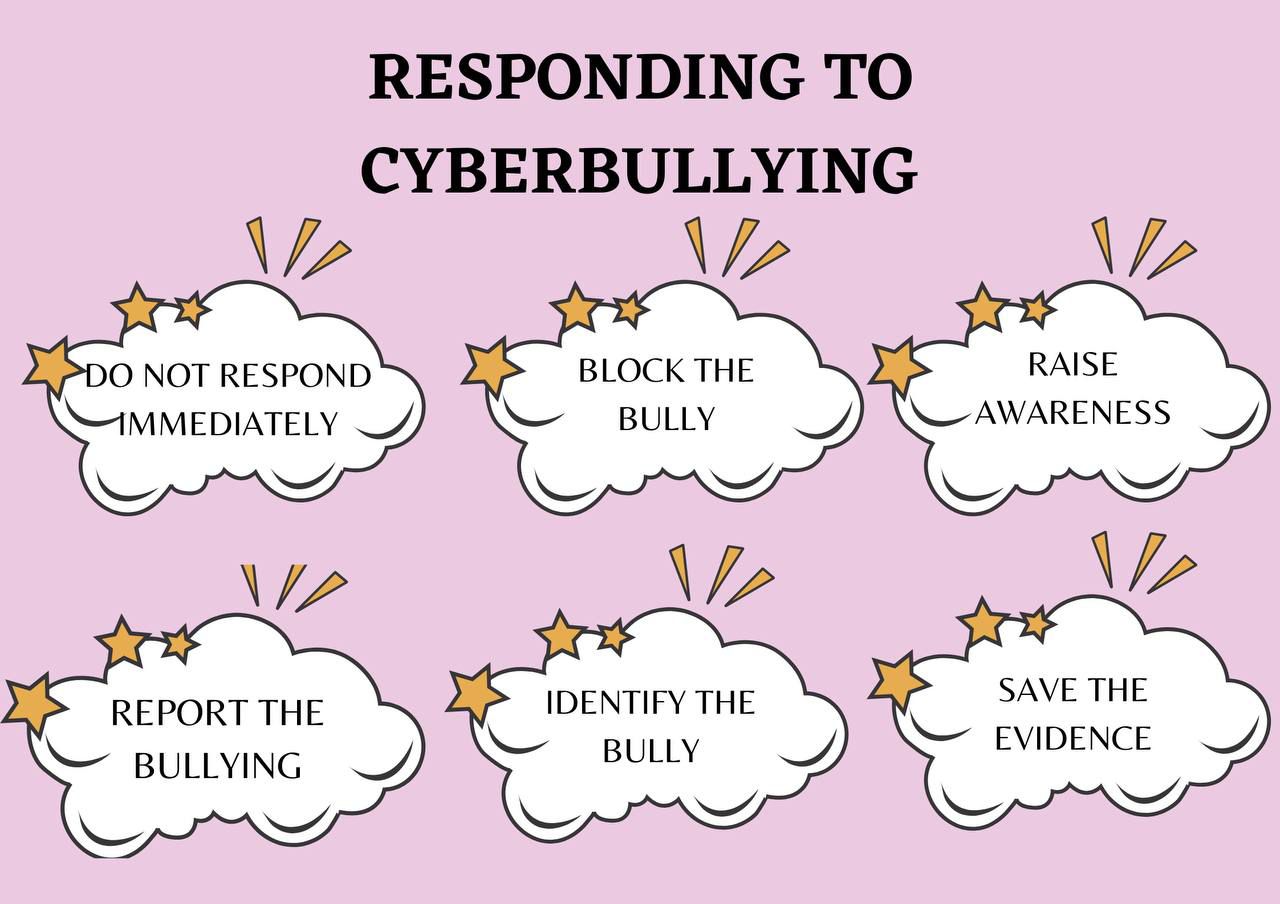 RESPONDING TO
CYBERBULLYING
DO NOT RESPOND
IMMEDIATELY
BLOCK THE
BULLY
RAISE
AWARENESS
REPORT THE
BULLYING
IDENTIFY THE
BULLY
SAVE THE
EVIDENCE